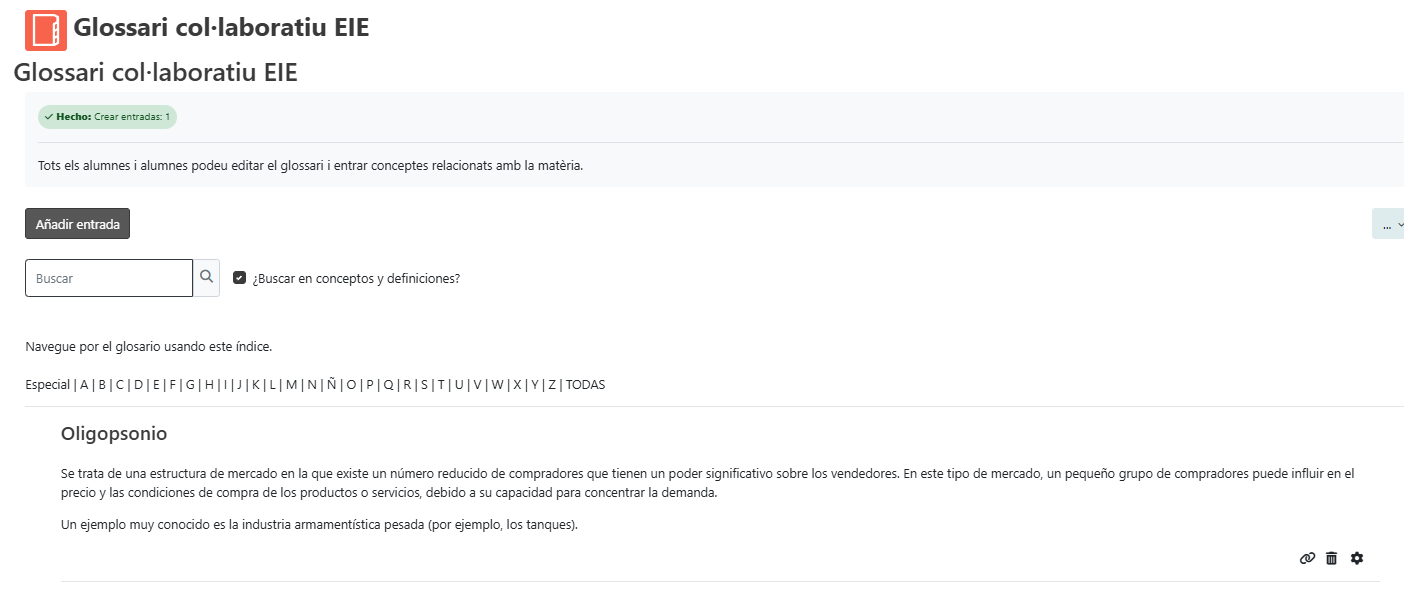 Glossari col·laboratiu EIE
Glossari col·laboratiu EIE
Hecho: Crear entradas: 1
Tots els alumnes i alumnes podeu editar el glossari i entrar conceptes relacionats amb la matèria.
Añadir entrada
...
Buscar
¿Buscar en conceptos y definiciones?
Navegue por el glosario usando este índice.
Especial | A | B | C | D | E | F | G | H | I | J | K | L | M | N | Ñ | O | P | Q | R | S | T | U | V | W | X | Y | Z | TODAS
Oligopsonio
Se trata de una estructura de mercado en la que existe un número reducido de compradores que tienen un poder significativo sobre los vendedores. En este tipo de mercado, un pequeño grupo de compradores puede influir en el
precio y las condiciones de compra de los productos o servicios, debido a su capacidad para concentrar la demanda.
Un ejemplo muy conocido es la industria armamentística pesada (por ejemplo, los tanques).